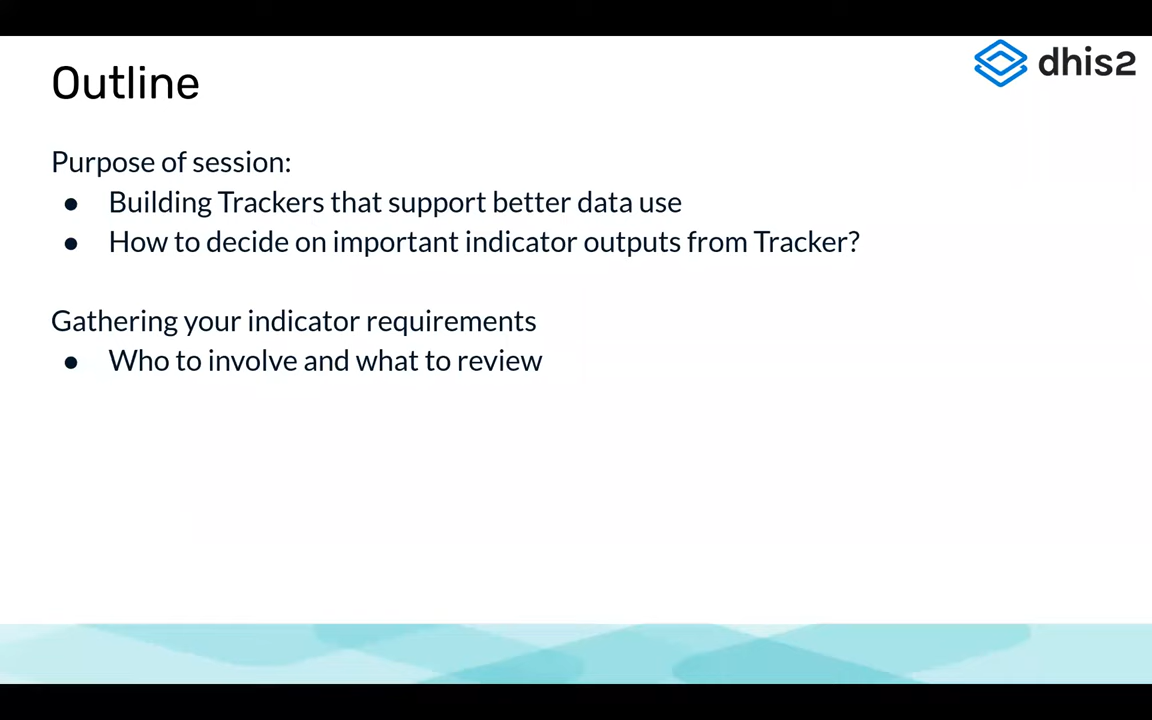 Outline
dhis2
Purpose of session:
● Building Trackers that support better data use
● How to decide on important indicator outputs from Tracker?
Gathering your indicator requirements
● Who to involve and what to review